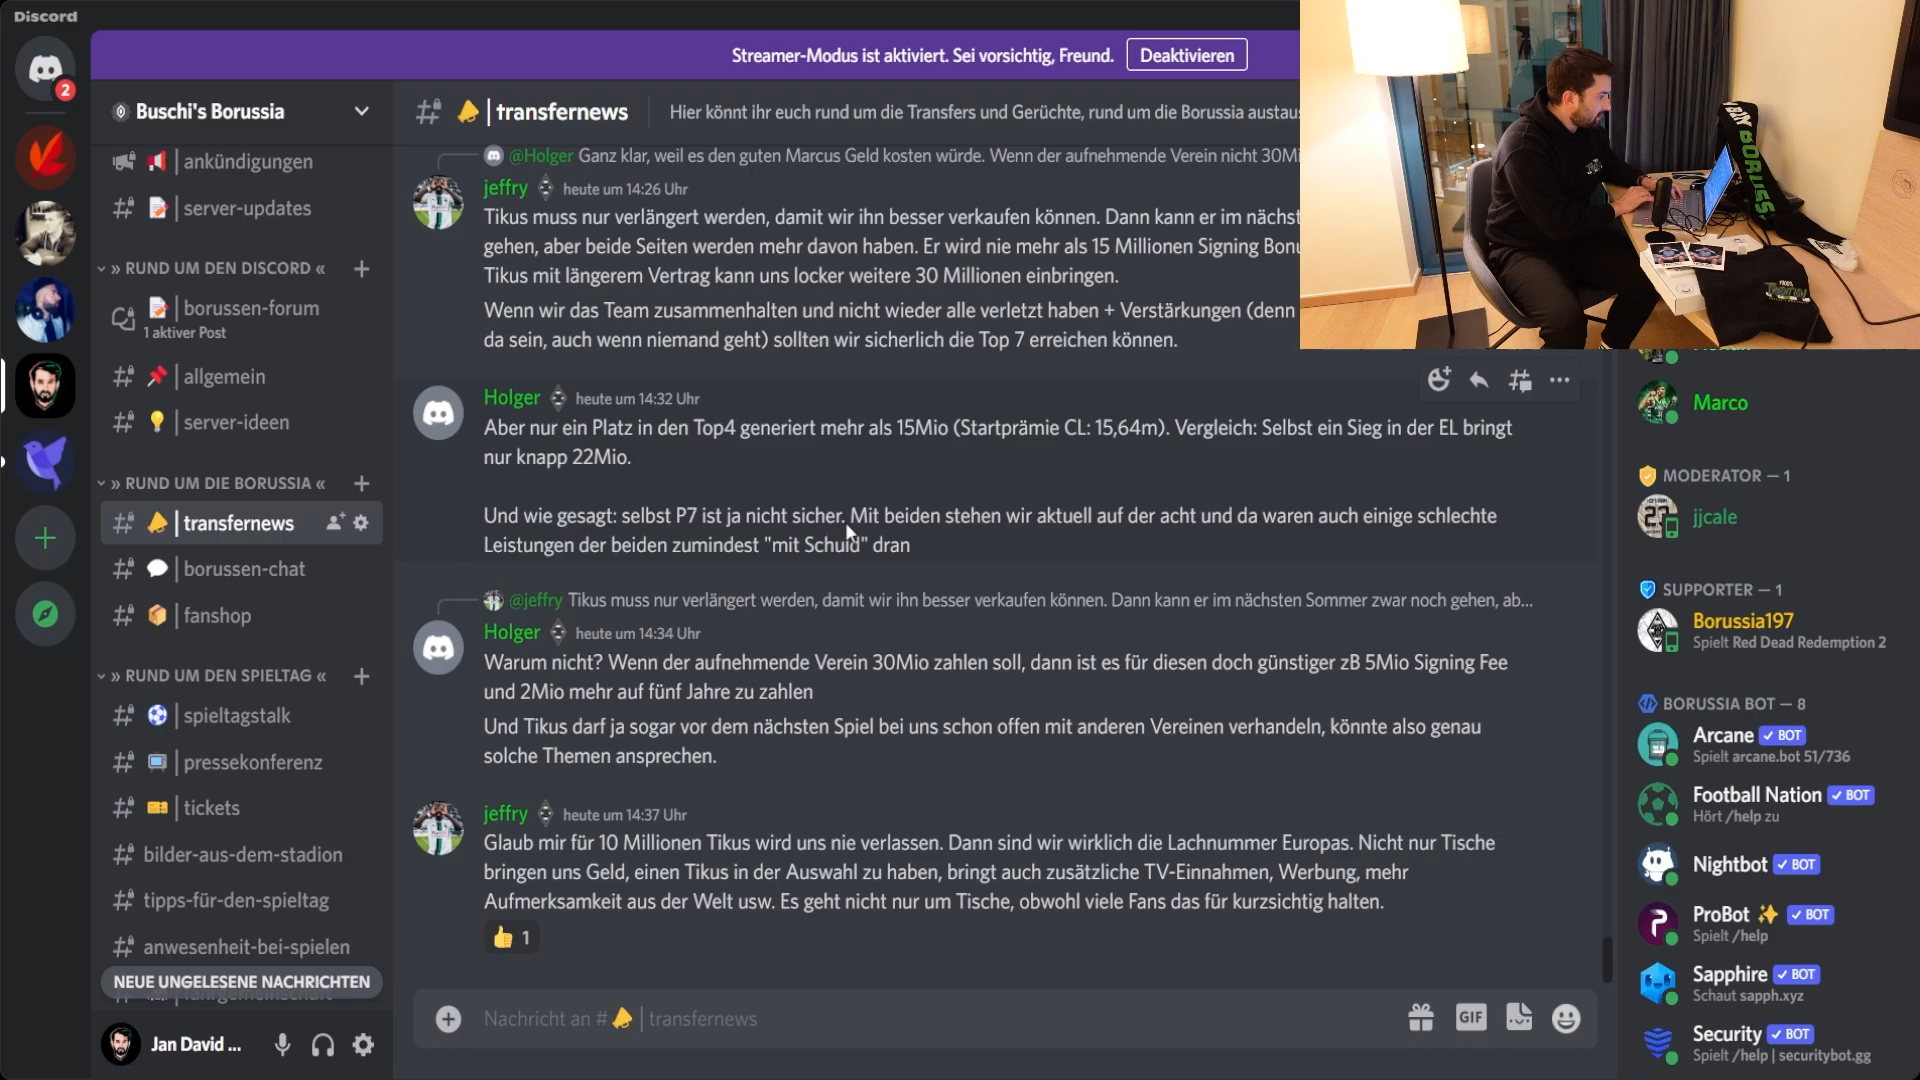 Discord
Streamer-Modus ist aktiviert. Sei vorsichtig, Freund.
Deaktivieren
2
Buschi's Borussia
ankündigungen
server-updates
» RUND UM DEN DISCORD «
borussen-forum
1 aktiver Post
allgemein
server-ideen
» RUND UM DIE BORUSSIA «
transfernews
borussen-chat
fanshop
» RUND UM DEN SPIELTAG «
spieltagstalk
pressekonferenz
tickets
bilder-aus-dem-stadion
tipps-für-den-spieltag
anwesenheit-bei-spielen
NEUE UNGELESENE NACHRICHTEN
Jan David ...
transfernews
Hier könnt ihr euch rund um die Transfers und Gerüchte, rund um die Borussia austaus
@Holger Ganz klar, weil es den guten Marcus Geld kosten würde. Wenn der aufnehmende Verein nicht 30Mi
jeffry heute um 14:26 Uhr
Tikus muss nur verlängert werden, damit wir ihn besser verkaufen können. Dann kann er im nächst
gehen, aber beide Seiten werden mehr davon haben. Er wird nie mehr als 15 Millionen Signing Bonu
Tikus mit längerem Vertrag kann uns locker weitere 30 Millionen einbringen.
Wenn wir das Team zusammenhalten und nicht wieder alle verletzt haben + Verstärkungen (denn
da sein, auch wenn niemand geht) sollten wir sicherlich die Top 7 erreichen können.
Holger heute um 14:32 Uhr
Aber nur ein Platz in den Top4 generiert mehr als 15Mio (Startprämie CL: 15,64m). Vergleich: Selbst ein Sieg in der EL bringt
nur knapp 22Mio.
Und wie gesagt: selbst P7 ist ja nicht sicher. Mit beiden stehen wir aktuell auf der acht und da waren auch einige schlechte
Leistungen der beiden zumindest "mit Schuld" dran
@jeffry Tikus muss nur verlängert werden, damit wir ihn besser verkaufen können. Dann kann er im nächsten Sommer zwar noch gehen, ab...
Holger heute um 14:34 Uhr
Warum nicht? Wenn der aufnehmende Verein 30Mio zahlen soll, dann ist es für diesen doch günstiger zB 5Mio Signing Fee
und 2Mio mehr auf fünf Jahre zu zahlen
Und Tikus darf ja sogar vor dem nächsten Spiel bei uns schon offen mit anderen Vereinen verhandeln, könnte also genau
solche Themen ansprechen.
jeffry heute um 14:37 Uhr
Glaub mir für 10 Millionen Tikus wird uns nie verlassen. Dann sind wir wirklich die Lachnummer Europas. Nicht nur Tische
bringen uns Geld, einen Tikus in der Auswahl zu haben, bringt auch zusätzliche TV-Einnahmen, Werbung, mehr
Aufmerksamkeit aus der Welt usw. Es geht nicht nur um Tische, obwohl viele Fans das für kurzsichtig halten.
1
Nachricht an # transfernews
GIF
Marco
MODERATOR — 1
jjcale
SUPPORTER — 1
Borussia197
Spielt Red Dead Redemption 2
BORUSSIA BOT — 8
Arcane BOT
Spielt arcane.bot 51/736
Football Nation BOT
Hört /help zu
Nightbot BOT
ProBot BOT
Spielt /help
Sapphire BOT
Schaut sapph.xyz
Security BOT
Spielt /help | securitybot.gg
TRADITION